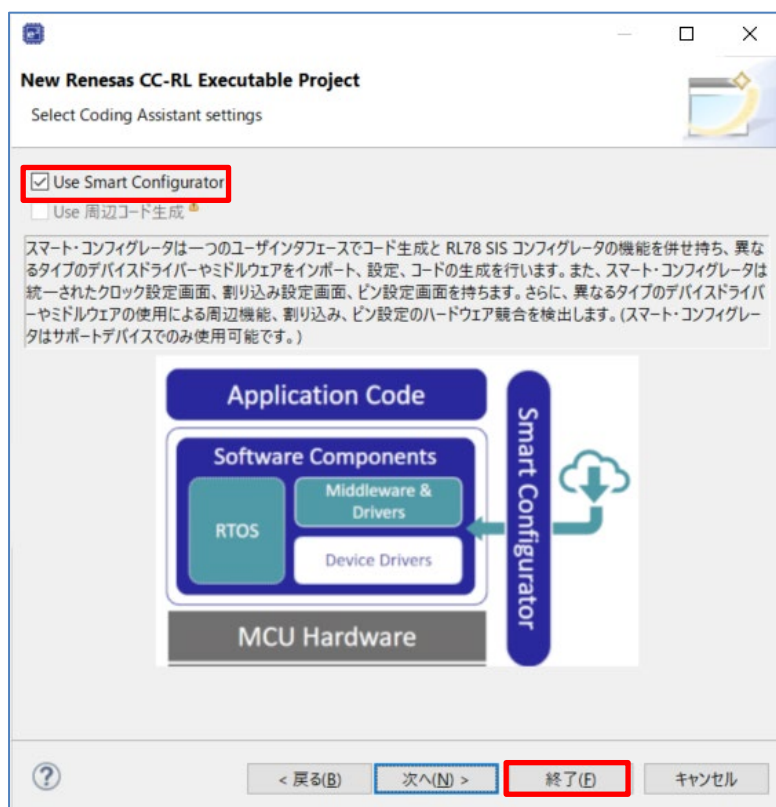 New Renesas CC-RL Executable Project
Select Coding Assistant settings
Use Smart Configurator
Use 周辺コード生成
スマート・コンフィグレータは一つのユーザインタフェースでコード生成と RL78 SIS コンフィグレータの機能を併せ持ち、異な
るタイプのデバイスドライバーやミドルウェアをインポート、設定、コードの生成を行います。また、スマート・コンフィグレータは
統一されたクロック設定画面、割り込み設定画面、ピン設定画面を持ちます。さらに、異なるタイプのデバイスドライバ
ーやミドルウェアの使用による周辺機能、割り込み、ピン設定のハードウェア競合を検出します。(スマート・コンフィグレー
タはサポートデバイスでのみ使用可能です。)
Application Code
Software Components
RTOS
Middleware &
Drivers
Device Drivers
MCU Hardware
Smart Configurator
< 戻る(B)
次へ(N) >
終了(F)
キャンセル